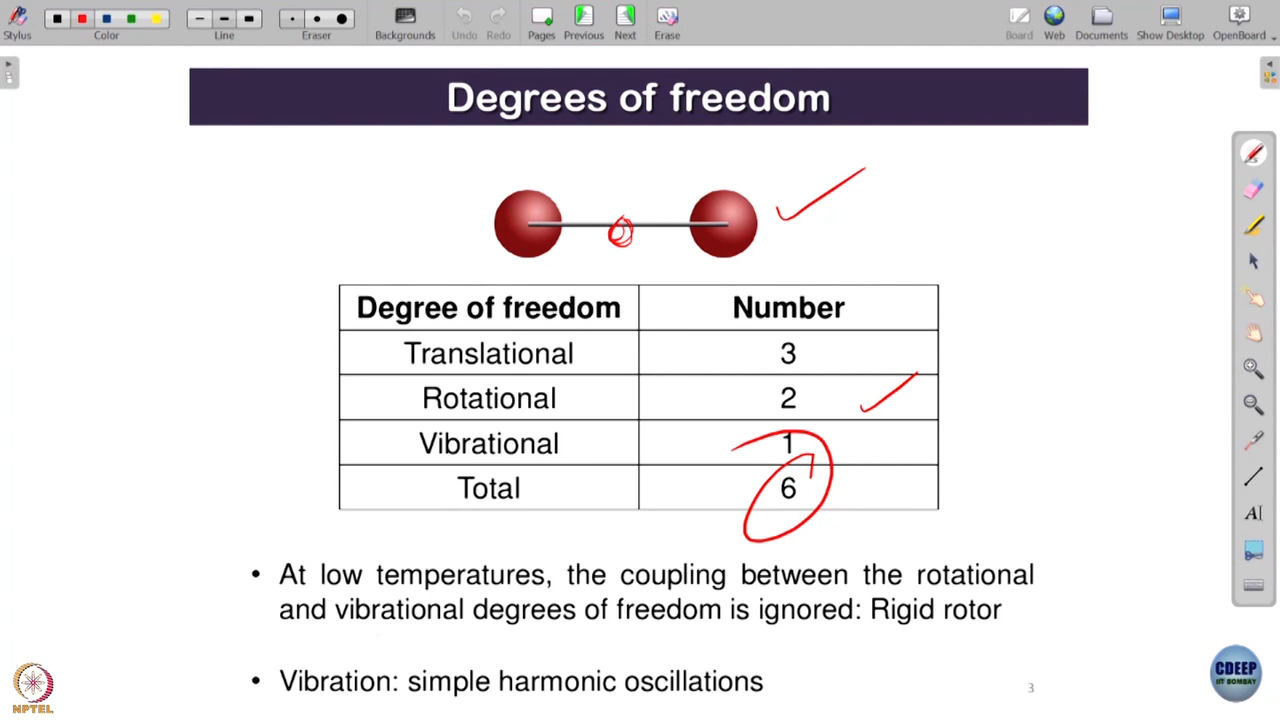 Stylus
Color
Line
Eraser
Backgrounds
Undo
Redo
Pages
Previous
Next
Erase
Board
Web
Documents
Show Desktop
OpenBoard
Degrees of freedom
Degree of freedom Number
Translational 3
Rotational 2
Vibrational 1
Total 6
• At low temperatures, the coupling between the rotational
and vibrational degrees of freedom is ignored: Rigid rotor
• Vibration: simple harmonic oscillations
3
NPTEL
CDEEP
IIT BOMBAY